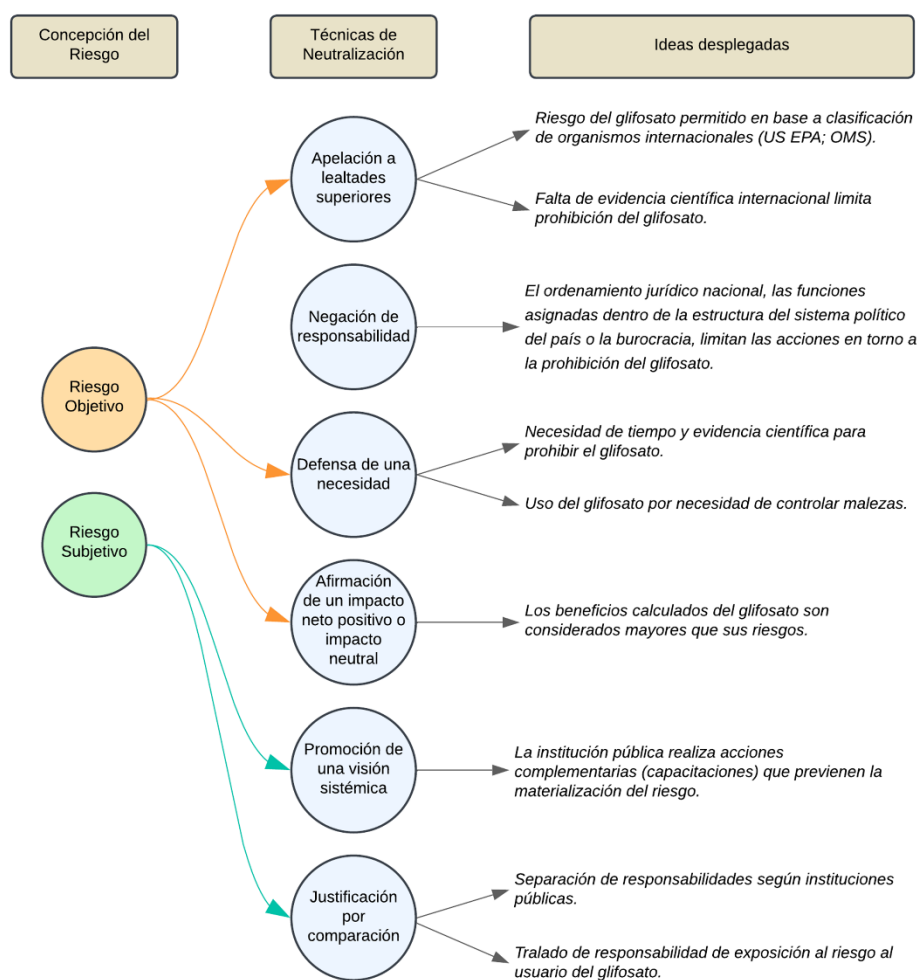 Concepción del
Riesgo
Técnicas de
Neutralización
Ideas desplegadas
Riesgo
Objetivo
Riesgo
Subjetivo
Apelación a
lealtades
superiores
Riesgo del glifosato permitido en base a clasificación
de organismos internacionales (US EPA; OMS).
Falta de evidencia científica internacional limita
prohibición del glifosato.
Negación de
responsabilidad
El ordenamiento jurídico nacional, las funciones
asignadas dentro de la estructura del sistema político
del país o la burocracia, limitan las acciones en torno a
la prohibición del glifosato.
Defensa de una
necesidad
Necesidad de tiempo y evidencia científica para
prohibir el glifosato.
Uso del glifosato por necesidad de controlar malezas.
Afirmación
de un impacto
neto positivo o
impacto
neutral
Los beneficios calculados del glifosato son
considerados mayores que sus riesgos.
Promoción de
una visión
sistémica
La institución pública realiza acciones
complementarias (capacitaciones) que previenen la
materialización del riesgo.
Justificación
por
comparación
Separación de responsabilidades según instituciones
públicas.
Tralado de responsabilidad de exposición al riesgo al
usuario del glifosato.